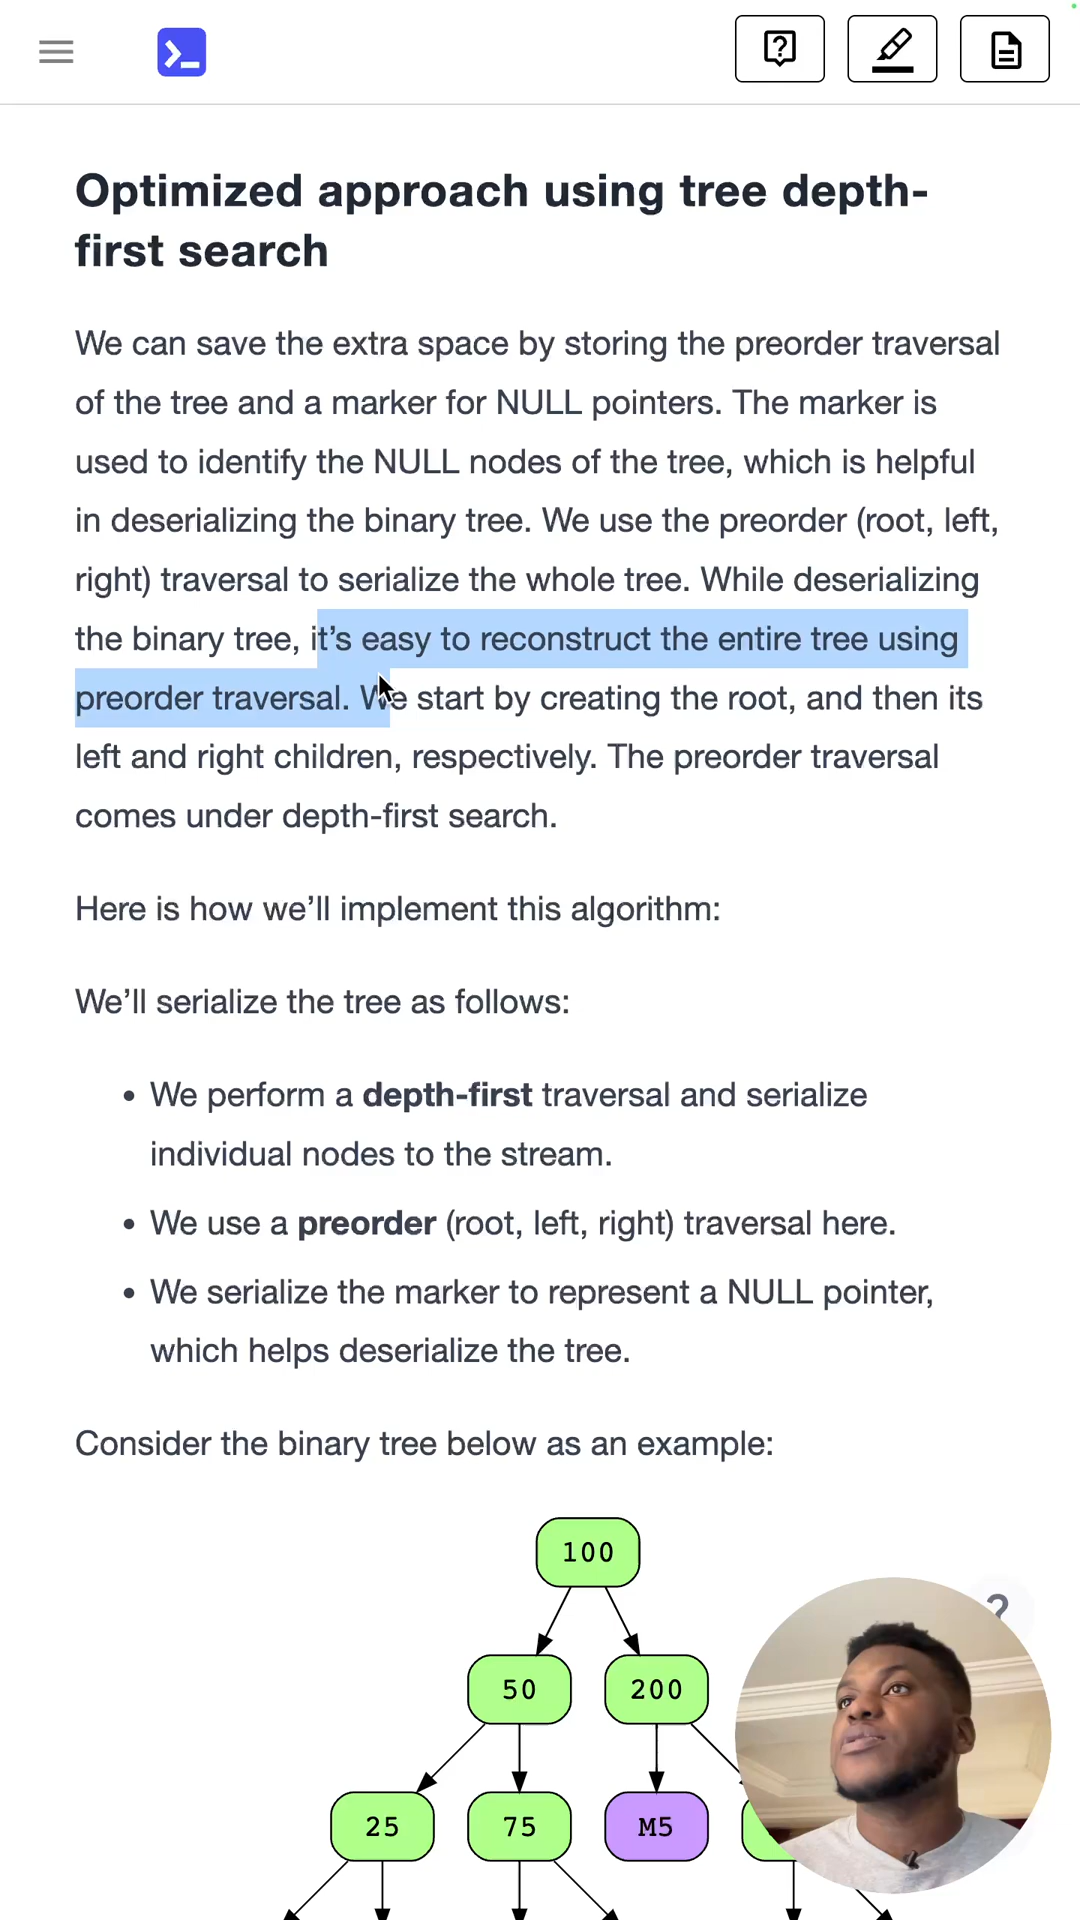 Optimized approach using tree depth-
first search
We can save the extra space by storing the preorder traversal
of the tree and a marker for NULL pointers. The marker is
used to identify the NULL nodes of the tree, which is helpful
in deserializing the binary tree. We use the preorder (root, left,
right) traversal to serialize the whole tree. While deserializing
the binary tree, it’s easy to reconstruct the entire tree using
preorder traversal. We start by creating the root, and then its
left and right children, respectively. The preorder traversal
comes under depth-first search.
Here is how we’ll implement this algorithm:
We’ll serialize the tree as follows:
• We perform a depth-first traversal and serialize
individual nodes to the stream.
• We use a preorder (root, left, right) traversal here.
• We serialize the marker to represent a NULL pointer,
which helps deserialize the tree.
Consider the binary tree below as an example:
100
?
50 200
25 75 M5